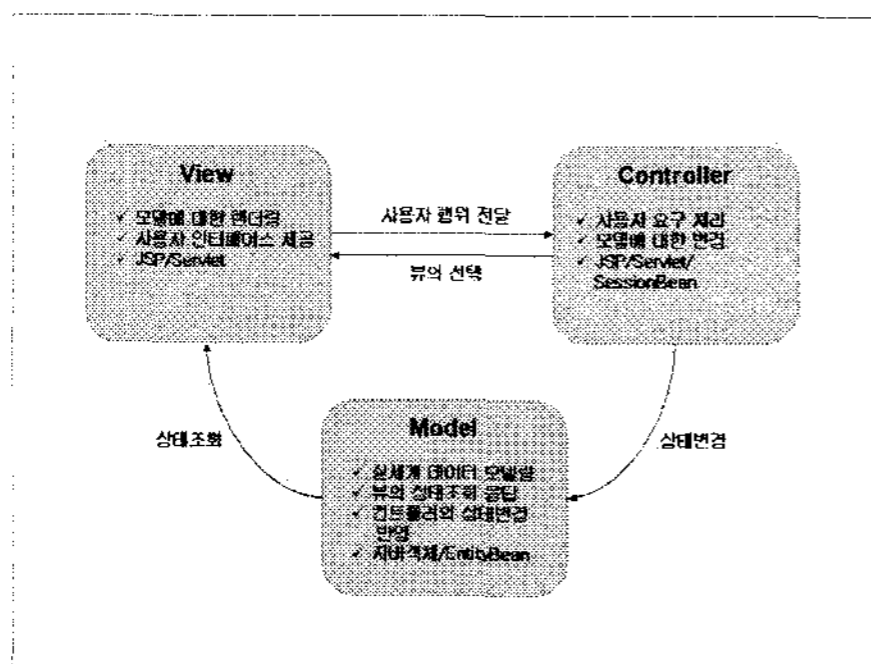 View
✓ 모델에 대한 랜더링
✓ 사용자 인터페이스 제공
✓ JSP/Servlet
사용자 행위 전달
뷰의 선택
Controller
✓ 사용자 요구 처리
✓ 모델에 대한 변경
✓ JSP/Servlet/
SessionBean
상태조회
상태변경
Model
✓ 실세계 데이터 모델링
✓ 뷰의 상태조회 응답
✓ 컨트롤러의 상태변경
반영
✓ 자바객체/EntityBean